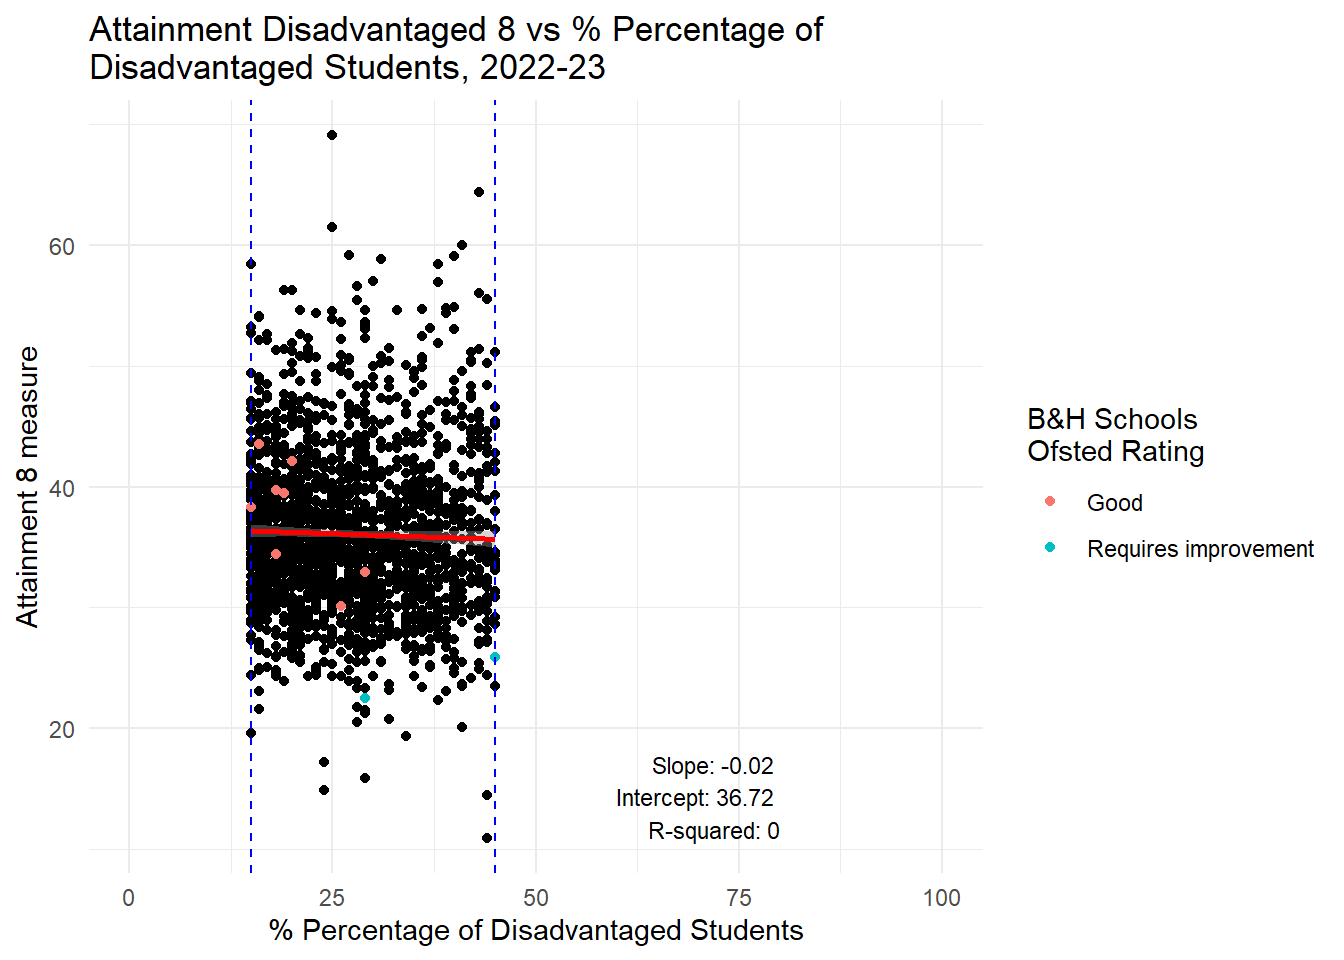 Attainment Disadvantaged 8 vs % Percentage of
Disadvantaged Students, 2022-23
Attainment 8 measure
60
40
20
Slope: -0.02
Intercept: 36.72
R-squared: 0
0
25
50
75
100
% Percentage of Disadvantaged Students
B&H Schools
Ofsted Rating
Good
Requires improvement